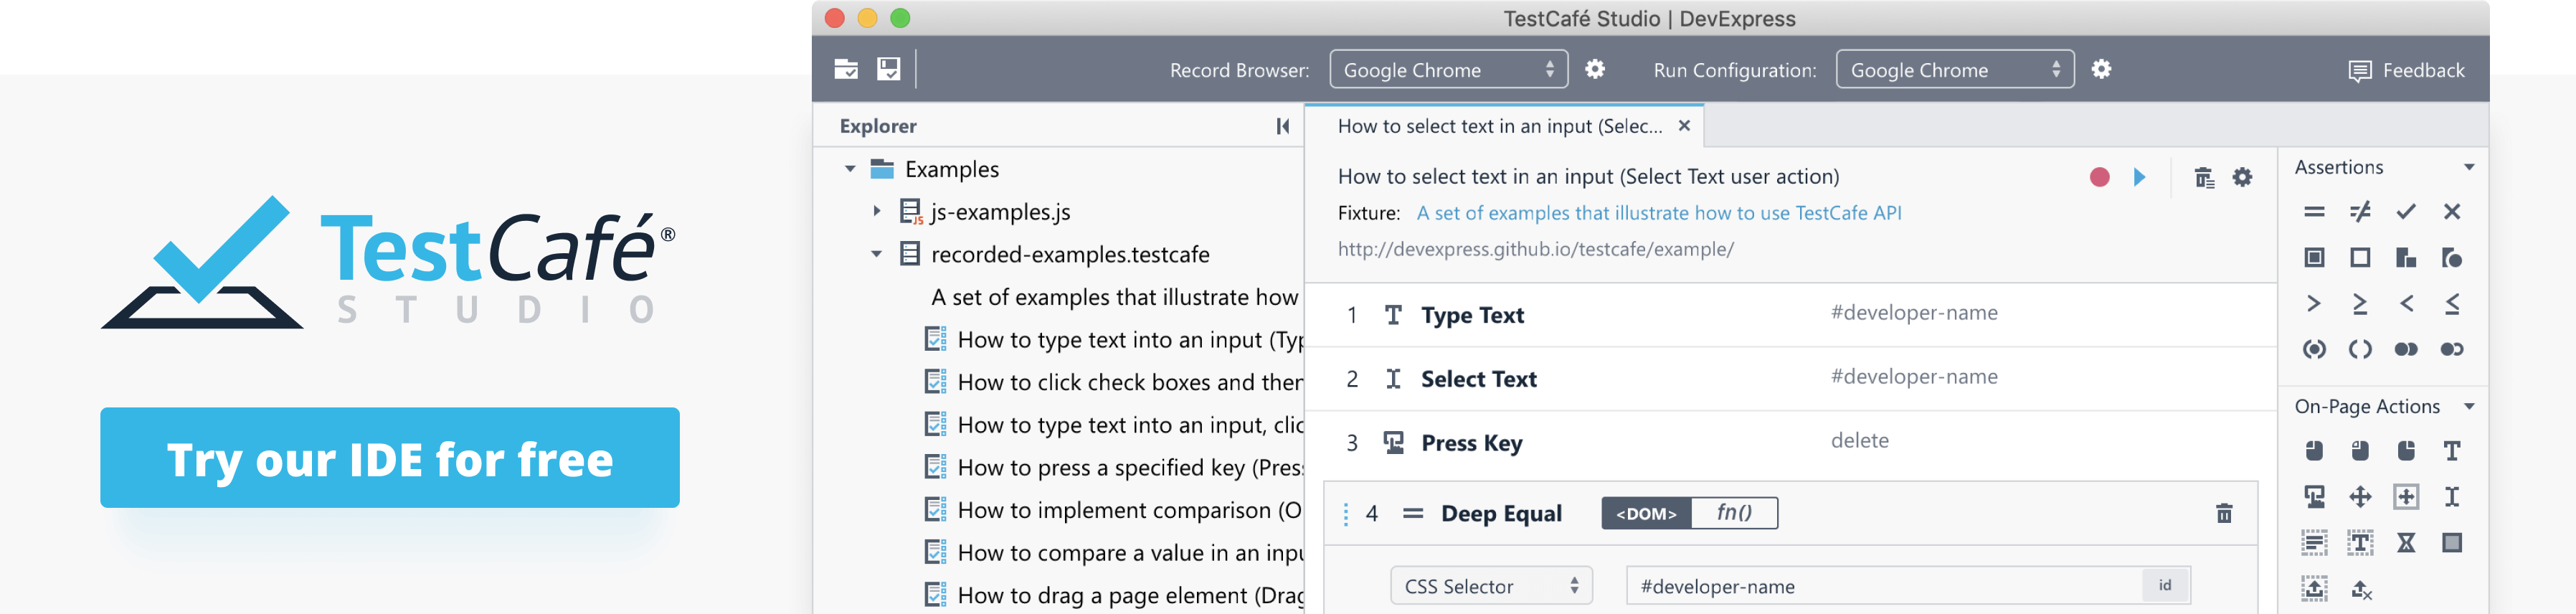 TestCafé®
STUDIO
Try our IDE for free
TestCafé Studio | DevExpress
Record Browser:
Google Chrome
Run Configuration:
Google Chrome
Feedback
Explorer
Examples
js-examples.js
recorded-examples.testcafe
A set of examples that illustrate how
How to type text into an input (Typ
How to click check boxes and then
How to type text into an input, clic
How to press a specified key (Press
How to implement comparison (O
How to compare a value in an inpu
How to drag a page element (Drag
How to select text in an input (Selec...
How to select text in an input (Select Text user action)
Fixture: A set of examples that illustrate how to use TestCafe API
http://devexpress.github.io/testcafe/example/
1 Type Text #developer-name
2 Select Text #developer-name
3 Press Key delete
4 Deep Equal <DOM> fn()
CSS Selector #developer-name id
Assertions
On-Page Actions